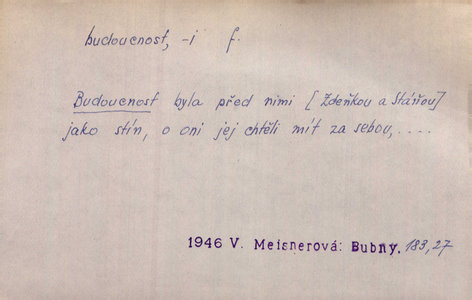 budoucnost, -i f.
Budoucnost byla před nimi [Zdeňkou a Stáňou]
jako stín, a oni jej chtěli mít za sebou, ....
1946 V. Meisnerová: Bubny. 183,27